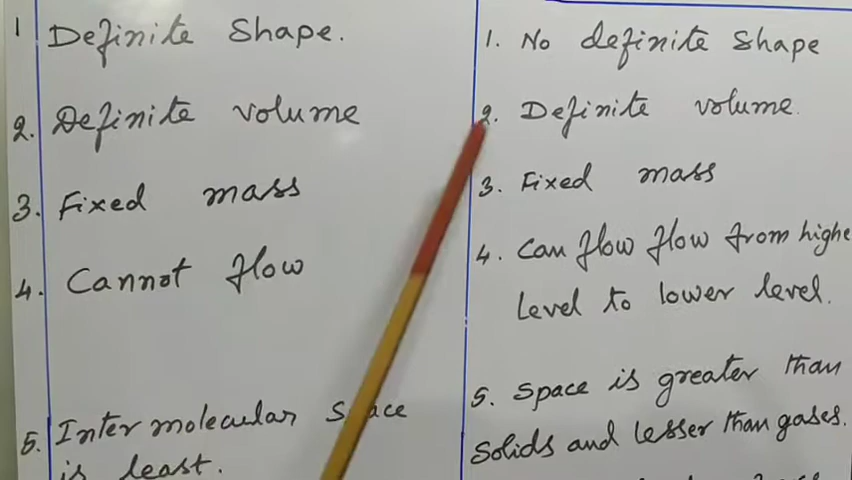 1 Definite Shape.
2. Definite volume
3. Fixed mass
4. Cannot flow
5. Inter molecular Space
is least.
1. No definite shape
2. Definite volume.
3. Fixed mass
4. Can flow flow from highe
level to lower level.
5. Space is greater than
Solids and lesser than gases.